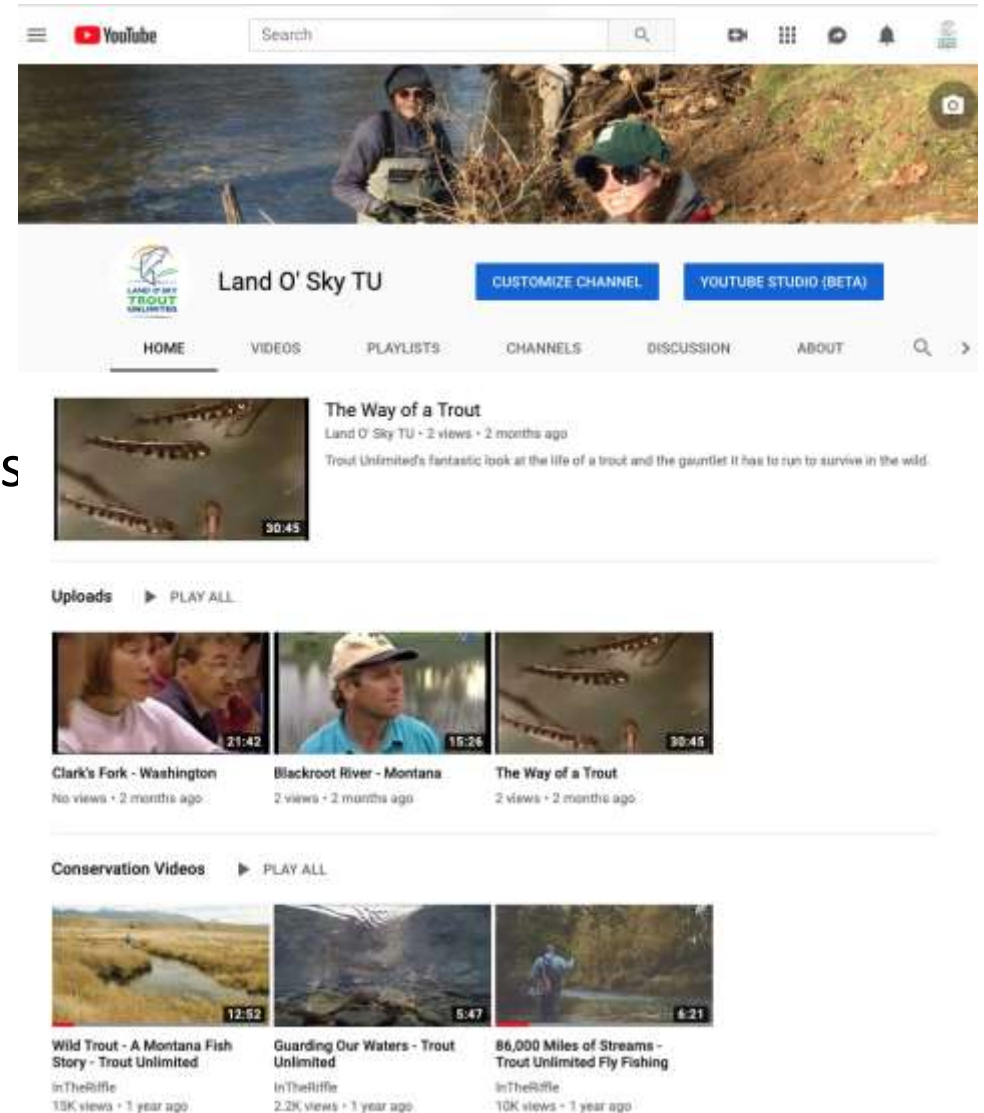 YouTube
Search
LAND O' SKY
TROUT
UNLIMITED
Land O' Sky TU
CUSTOMIZE CHANNEL
YOUTUBE STUDIO (BETA)
HOME VIDEOS PLAYLISTS CHANNELS DISCUSSION ABOUT
The Way of a Trout
Land O' Sky TU • 2 views • 2 months ago
Trout Unlimited's fantastic look at the life of a trout and the gauntlet it has to run to survive in the wild.
s
30:45
Uploads PLAY ALL
21:42 15:26 30:45
Clark's Fork - Washington Blackroot River - Montana The Way of a Trout
No views • 2 months ago 2 views • 2 months ago 2 views • 2 months ago
Conservation Videos PLAY ALL
12:52 5:47 6:21
Wild Trout - A Montana Fish Guarding Our Waters - Trout 86,000 Miles of Streams -
Story - Trout Unlimited Unlimited Trout Unlimited Fly Fishing
InTheRiffle InTheRiffle InTheRiffle
15K views • 1 year ago 2.2K views • 1 year ago 10K views • 1 year ago